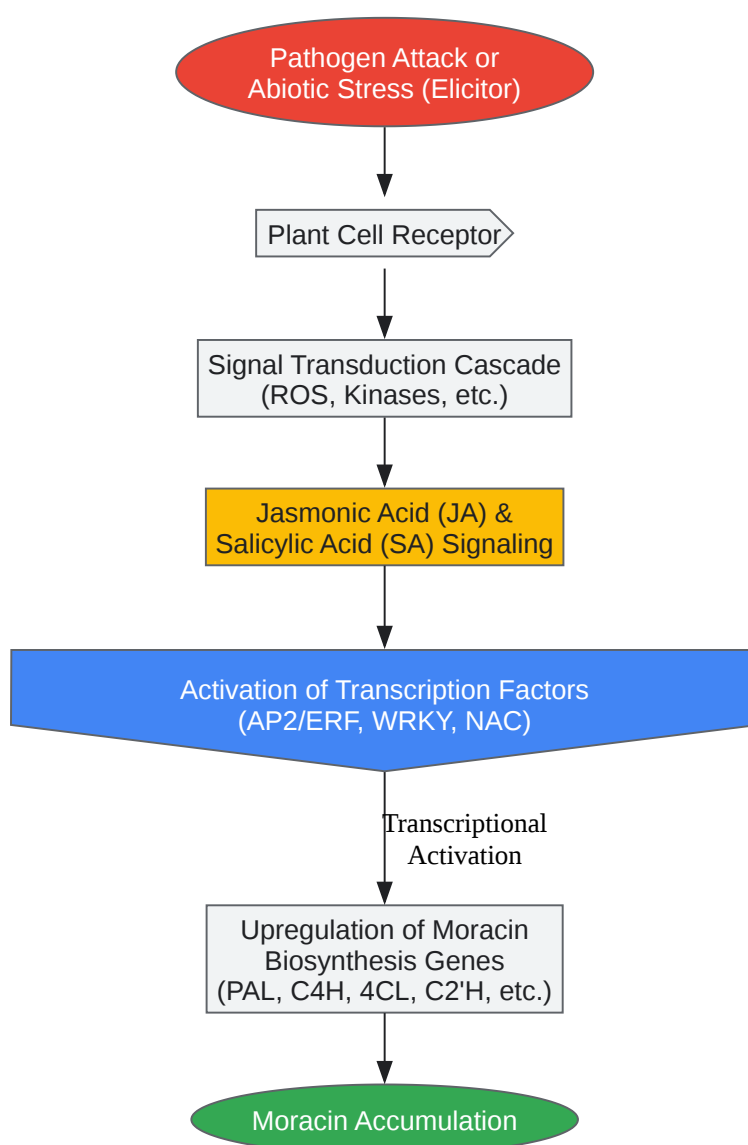 Pathogen Attack or
Abiotic Stress (Elicitor)
Plant Cell Receptor
Signal Transduction Cascade
(ROS, Kinases, etc.)
Jasmonic Acid (JA) &
Salicylic Acid (SA) Signaling
Activation of Transcription Factors
(AP2/ERF, WRKY, NAC)
Transcriptional
Activation
Upregulation of Moracin
Biosynthesis Genes
(PAL, C4H, 4CL, C2'H, etc.)
Moracin Accumulation